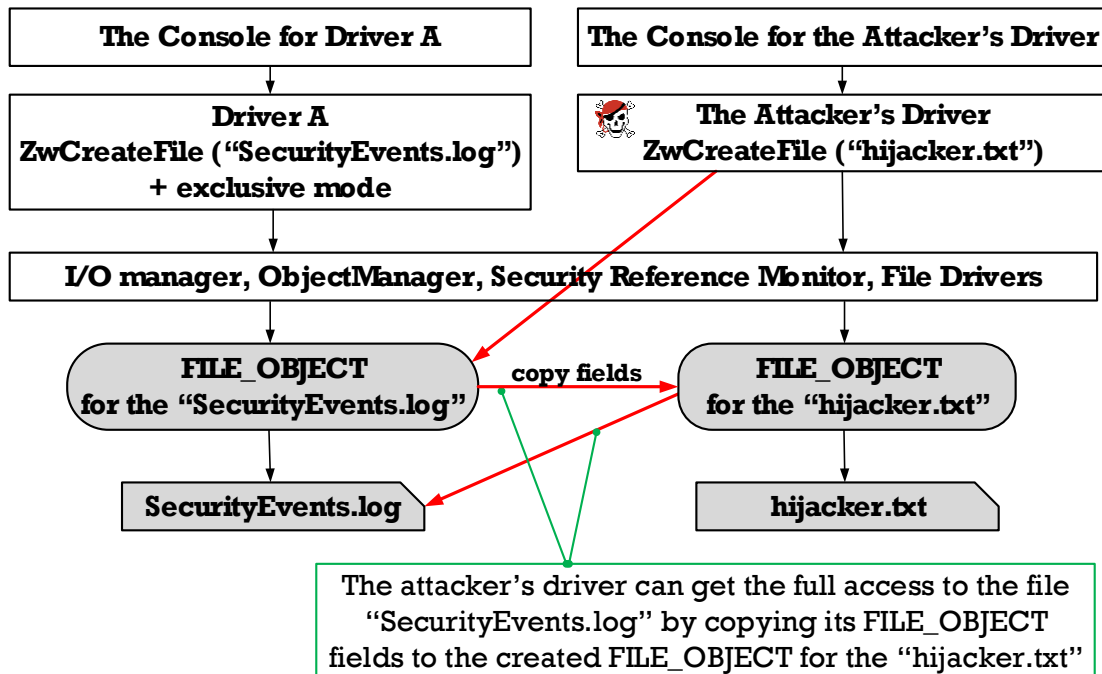 The Console for Driver A
The Console for the Attacker’s Driver
Driver A
ZwCreateFile (“SecurityEvents.log”)
+ exclusive mode
The Attacker’s Driver
ZwCreateFile (“hijacker.txt”)
I/O manager, ObjectManager, Security Reference Monitor, File Drivers
FILE_OBJECT
for the “SecurityEvents.log”
copy fields
FILE_OBJECT
for the “hijacker.txt”
SecurityEvents.log
hijacker.txt
The attacker’s driver can get the full access to the file
“SecurityEvents.log” by copying its FILE_OBJECT
fields to the created FILE_OBJECT for the “hijacker.txt”